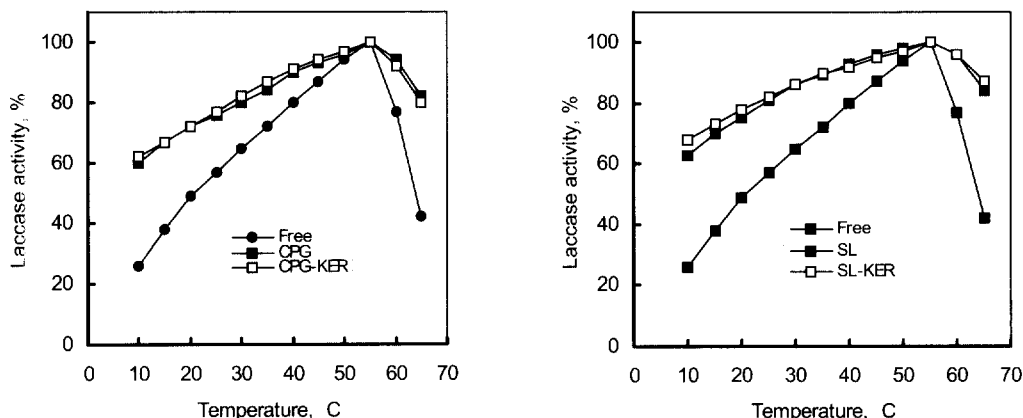 Laccase activity, %
100
80
60
40
20
0
Free
CPG
CPG-KER
0 10 20 30 40 50 60 70
Temperature, C
Laccase activity, %
100
80
60
40
20
0
Free
SL
SL-KER
0 10 20 30 40 50 60 70
Temperature, C